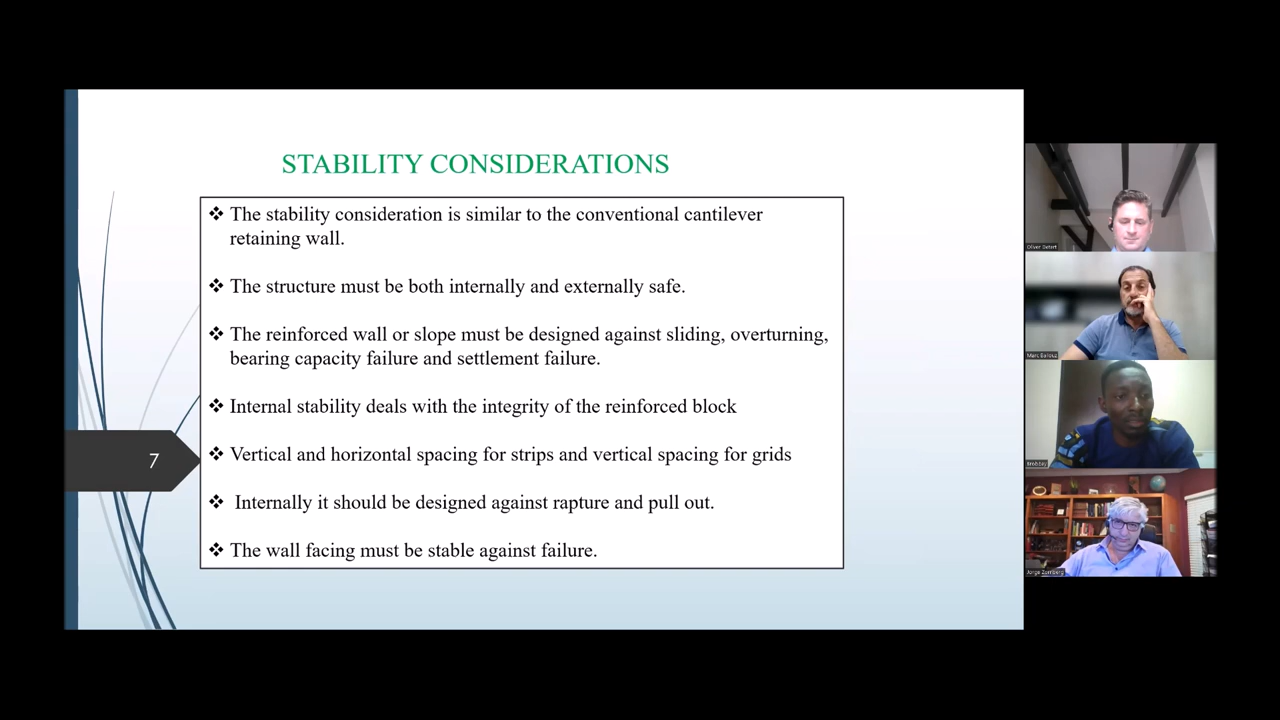 STABILITY CONSIDERATIONS
❖ The stability consideration is similar to the conventional cantilever
retaining wall.
❖ The structure must be both internally and externally safe.
❖ The reinforced wall or slope must be designed against sliding, overturning,
bearing capacity failure and settlement failure.
❖ Internal stability deals with the integrity of the reinforced block
❖ Vertical and horizontal spacing for strips and vertical spacing for grids
❖ Internally it should be designed against rapture and pull out.
❖ The wall facing must be stable against failure.
7
Oliver
Marc
Jorge Zornberg